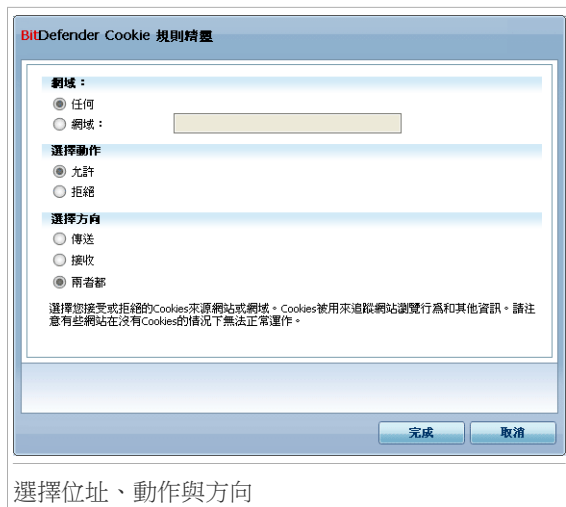 BitDefender Cookie 規則精靈
網域：
任何
網域：
選擇動作
允許
拒絕
選擇方向
傳送
接收
兩者都
選擇您接受或拒絕的Cookies來源網站或網域。Cookies被用來追蹤網站瀏覽行為和其他資訊。請注
意有些網站在沒有Cookies的情況下無法正常運作。
完成
取消
選擇位址、動作與方向